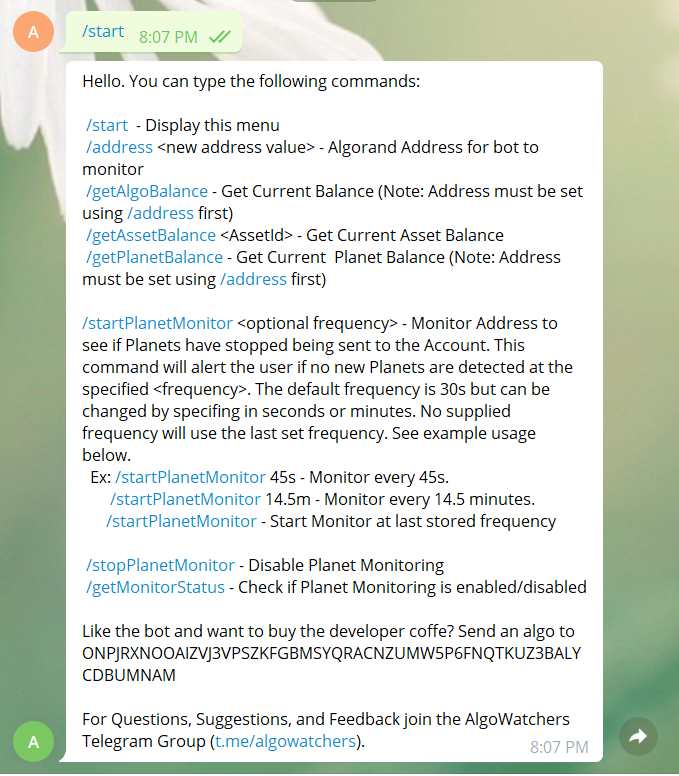 A
/start 8:07 PM
Hello. You can type the following commands:
/start - Display this menu
/address <new address value> - Algorand Address for bot to
monitor
/getAlgoBalance - Get Current Balance (Note: Address must be set
using /address first)
/getAssetBalance <AssetId> - Get Current Asset Balance
/getPlanetBalance - Get Current  Planet Balance (Note: Address
must be set using /address first)
/startPlanetMonitor <optional frequency> - Monitor Address to
see if Planets have stopped being sent to the Account. This
command will alert the user if no new Planets are detected at the
specified <frequency>. The default frequency is 30s but can be
changed by specifing in seconds or minutes. No supplied
frequency will use the last set frequency. See example usage
below.
Ex: /startPlanetMonitor 45s - Monitor every 45s.
/startPlanetMonitor 14.5m - Monitor every 14.5 minutes.
/startPlanetMonitor - Start Monitor at last stored frequency
/stopPlanetMonitor - Disable Planet Monitoring
/getMonitorStatus - Check if Planet Monitoring is enabled/disabled
Like the bot and want to buy the developer coffe? Send an algo to
ONPJRXNOOAIZVJ3VPSZKFGBMSYQRACNZUMW5P6FNQTKUZ3BALY
CDBUMNAM
For Questions, Suggestions, and Feedback join the AlgoWatchers
Telegram Group (t.me/algowatchers).
8:07 PM
A